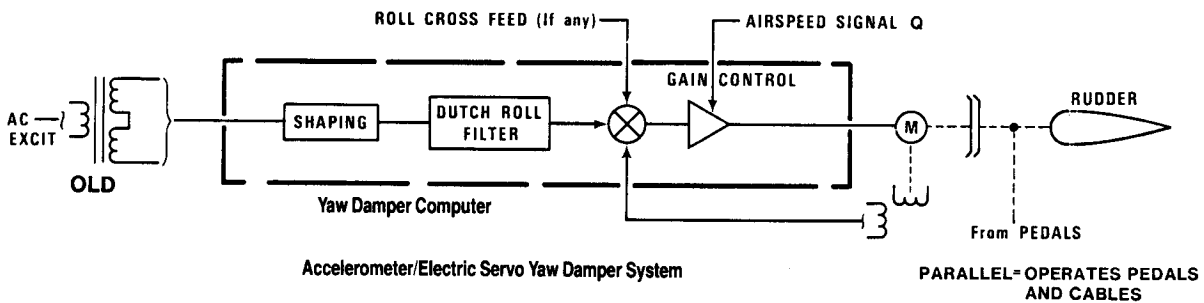 ROLL CROSS FEED (If any)
AIRSPEED SIGNAL Q
GAIN CONTROL
AC
EXCIT
OLD
SHAPING
DUTCH ROLL
FILTER
M
RUDDER
Yaw Damper Computer
From PEDALS
Accelerometer/Electric Servo Yaw Damper System
PARALLEL=OPERATES PEDALS
AND CABLES